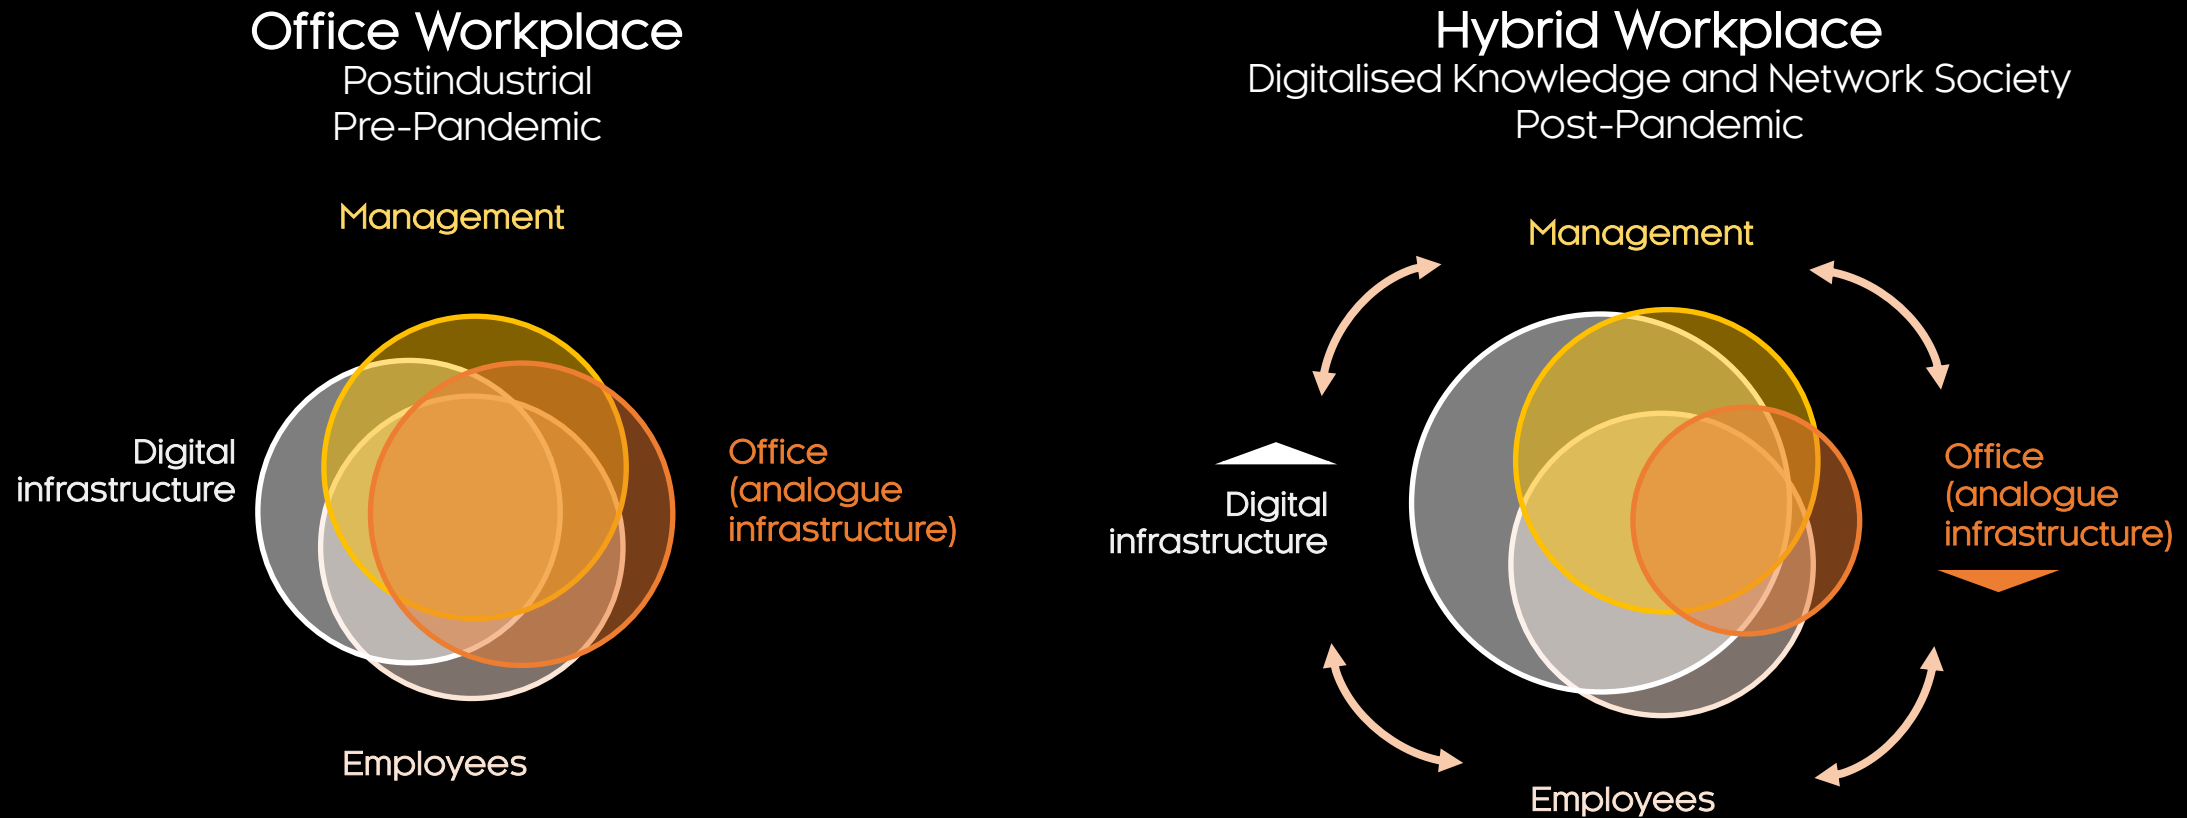 Office Workplace
Postindustrial
Pre-Pandemic
Management
Digital
infrastructure
Office
(analogue
infrastructure)
Employees
Hybrid Workplace
Digitalised Knowledge and Network Society
Post-Pandemic
Management
Digital
infrastructure
Office
(analogue
infrastructure)
Employees